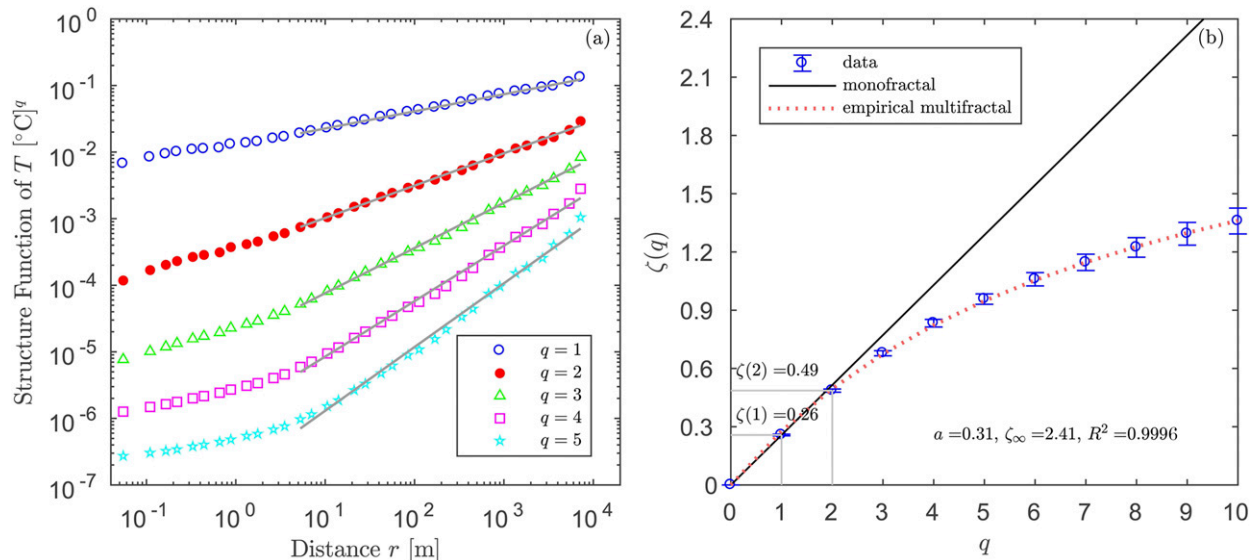 (a)
Structure Function of T [°C]^q
10^0
10^-1
10^-2
10^-3
10^-4
10^-5
10^-6
10^-7
q = 1
q = 2
q = 3
q = 4
q = 5
10^-1 10^0 10^1 10^2 10^3 10^4
Distance r [m]
(b)
ζ(q)
2.4
2.1
1.8
1.5
1.2
0.9
0.6
0.3
0
data
monofractal
empirical multifractal
ζ(2) =0.49
ζ(1) =0.26
a =0.31, ζ∞ =2.41, R² =0.9996
0 1 2 3 4 5 6 7 8 9 10
q